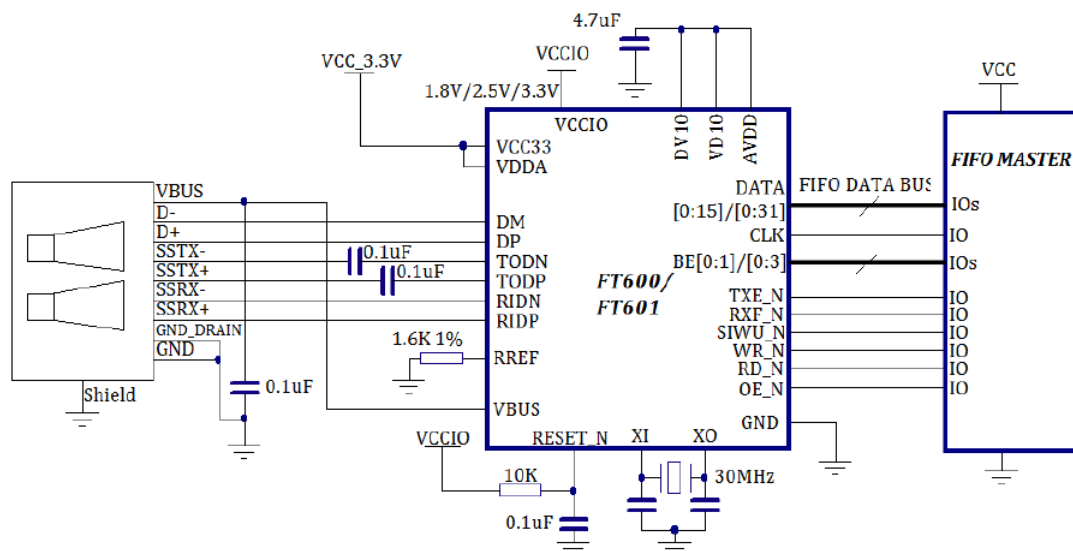 4.7uF
VCC_3.3V
VCCIO
1.8V/2.5V/3.3V
VCC
VCCIO
DV10
VD10
AVDD
VCC33
VDDA
FIFO MASTER
VBUS
D-
D+
SSTX-
SSTX+
SSRX-
SSRX+
GND_DRAIN
GND
Shield
0.1uF
0.1uF
0.1uF
DM
DP
TODN
TODP
RIDN
RIDP
RREF
1.6K 1%
VBUS
FT600/
FT601
DATA
[0:15]/[0:31]
CLK
BE[0:1]/[0:3]
TXE_N
RXF_N
SIWU_N
WR_N
RD_N
OE_N
GND
FIFO DATA BUS
IOs
IO
IOs
IO
IO
IO
IO
IO
IO
VCCIO
RESET_N
XI
XO
10K
30MHz
0.1uF